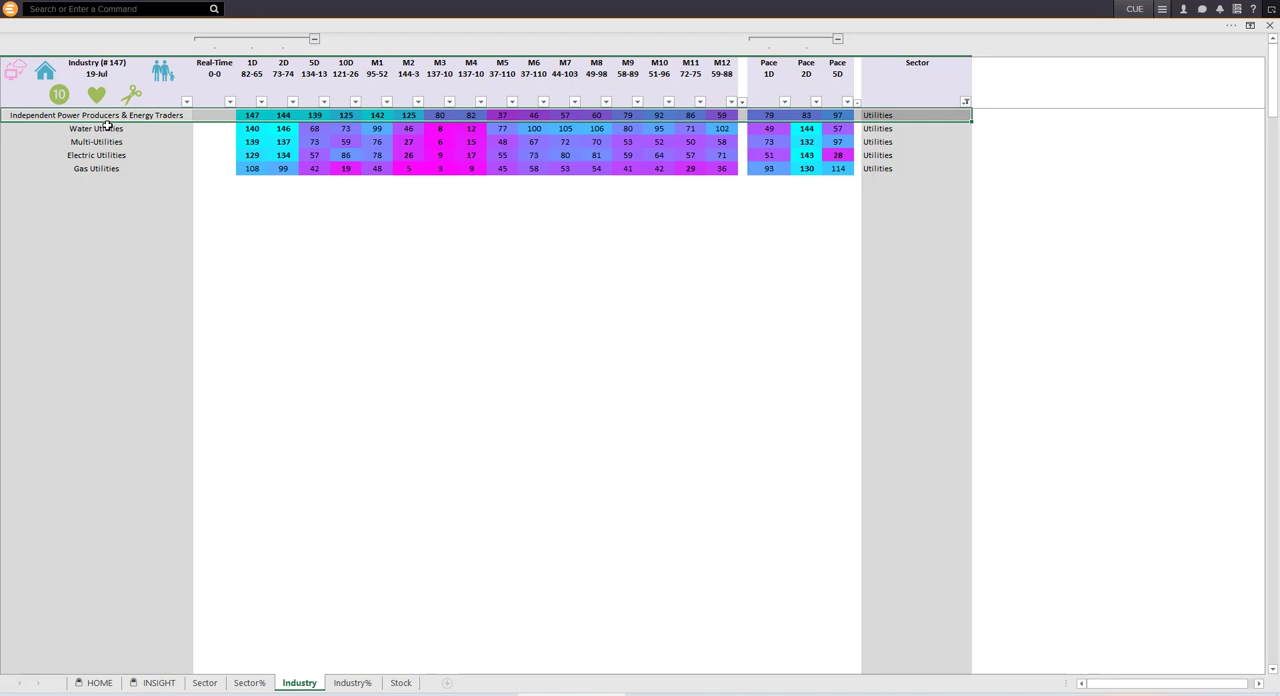 Search or Enter a Command CUE ?
Industry (# 147) Real-Time 1D 2D 5D 10D M1 M2 M3 M4 M5 M6 M7 M8 M9 M10 M11 M12 Pace Pace Pace Sector
19-Jul 0-0 82-65 73-74 134-13 121-26 95-52 144-3 137-10 137-10 37-110 37-110 44-103 49-98 58-89 51-96 72-75 59-88 1D 2D 5D
10
Independent Power Producers & Energy Traders 147 144 139 125 142 125 80 82 37 46 57 60 79 92 86 59 79 83 97 Utilities
Water Utilities 140 146 68 73 99 46 8 12 77 100 105 106 80 95 71 102 49 144 57 Utilities
Multi-Utilities 139 137 73 59 76 27 6 15 48 67 72 70 53 52 50 58 73 132 97 Utilities
Electric Utilities 129 134 57 86 78 26 9 17 55 73 80 81 59 64 57 71 51 143 28 Utilities
Gas Utilities 108 99 42 19 48 5 3 9 45 58 53 54 41 42 29 36 93 130 114 Utilities
HOME INSIGHT Sector Sector% Industry Industry% Stock